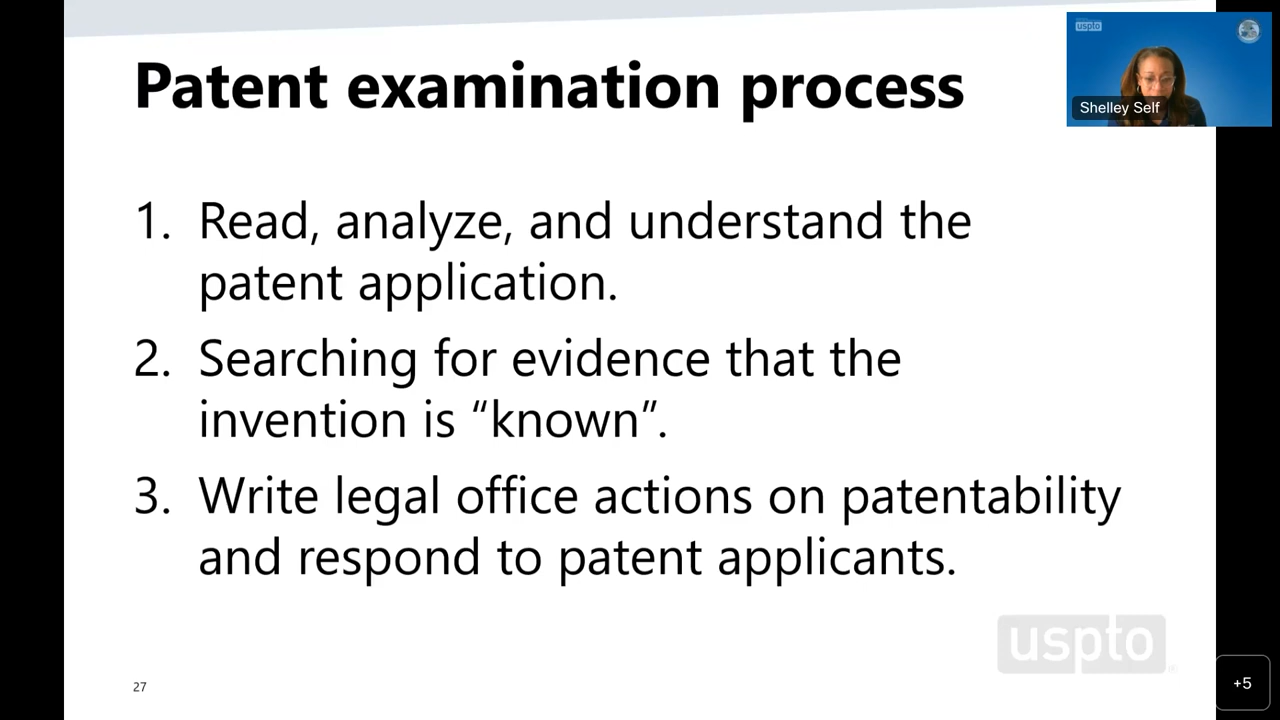 Patent examination process
uspto
Shelley Self
1. Read, analyze, and understand the
patent application.
2. Searching for evidence that the
invention is “known”.
3. Write legal office actions on patentability
and respond to patent applicants.
uspto
27
+5